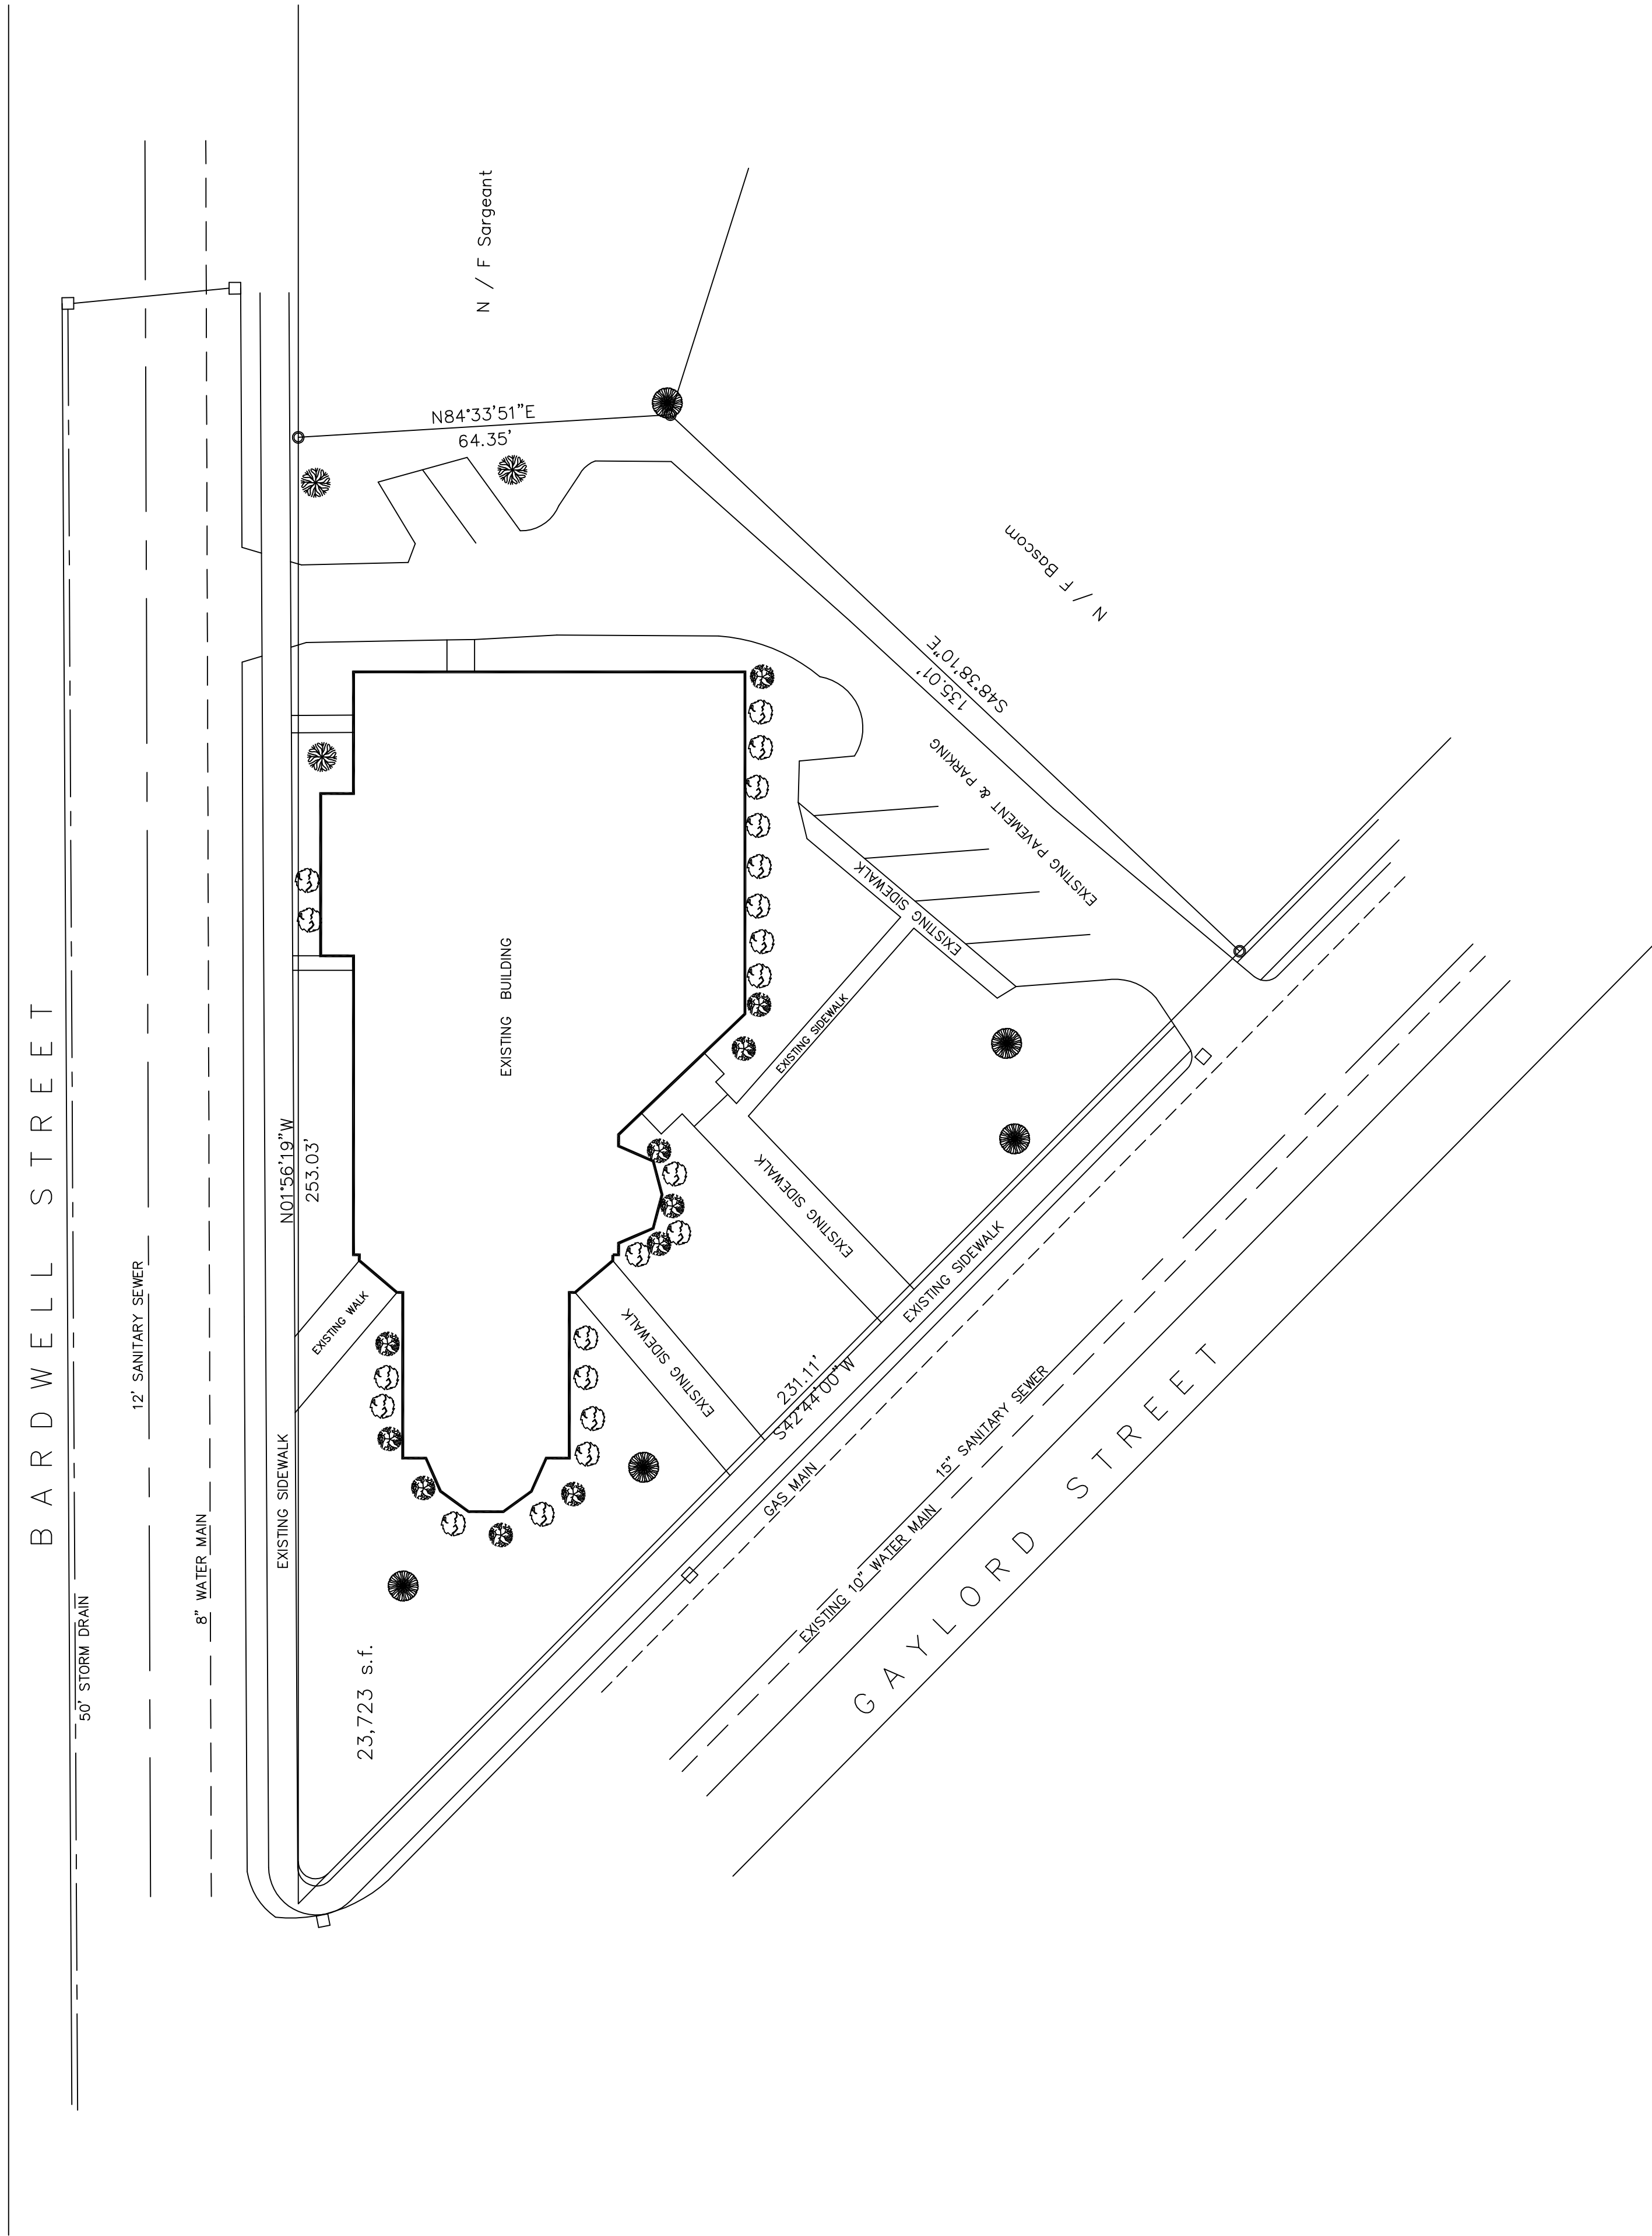 BARDWELL STREET
50' STORM DRAIN
12' SANITARY SEWER
8" WATER MAIN
EXISTING SIDEWALK
N01°56'19"W
253.03'
N / F Sargeant
N84°33'51"E
64.35'
N / F Bascom
S48°38'10"E
135.01'
EXISTING PAVEMENT & PARKING
EXISTING SIDEWALK
EXISTING SIDEWALK
EXISTING BUILDING
EXISTING SIDEWALK
EXISTING WALK
EXISTING SIDEWALK
EXISTING SIDEWALK
231.11'
S42°44'00"W
GAS MAIN
15" SANITARY SEWER
EXISTING 10" WATER MAIN
GAYLORD STREET
23,723 s.f.